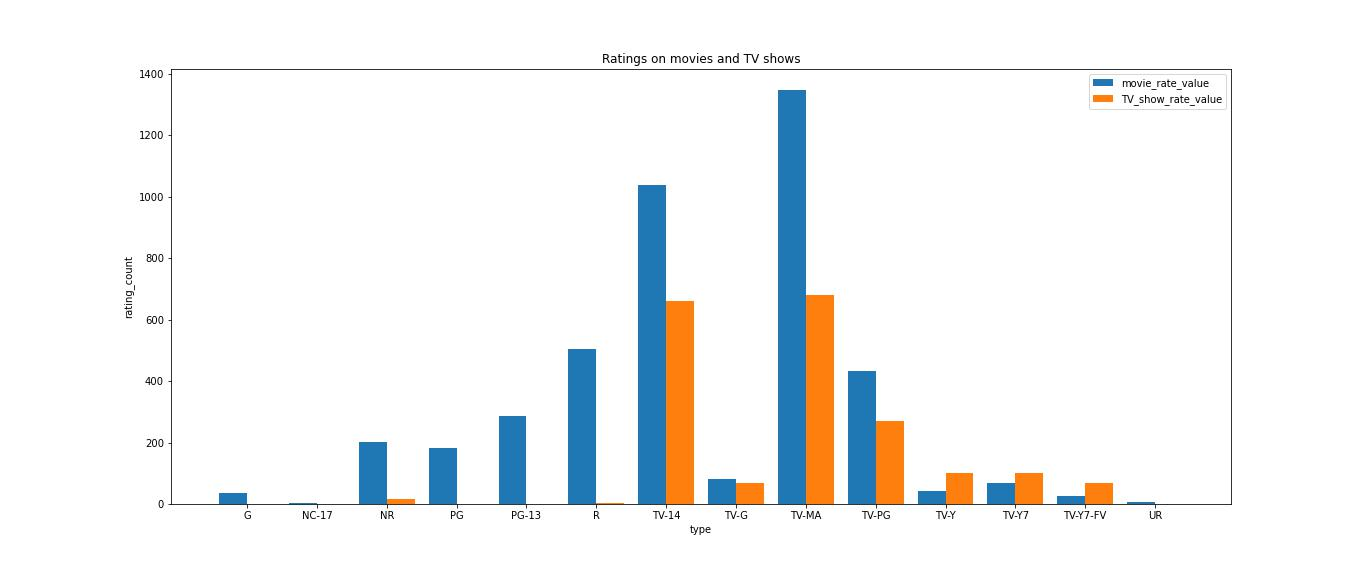 Ratings on movies and TV shows
movie_rate_value
TV_show_rate_value
1400
1200
1000
800
600
400
200
0
rating_count
G NC-17 NR PG PG-13 R TV-14 TV-G TV-MA TV-PG TV-Y TV-Y7 TV-Y7-FV UR
type